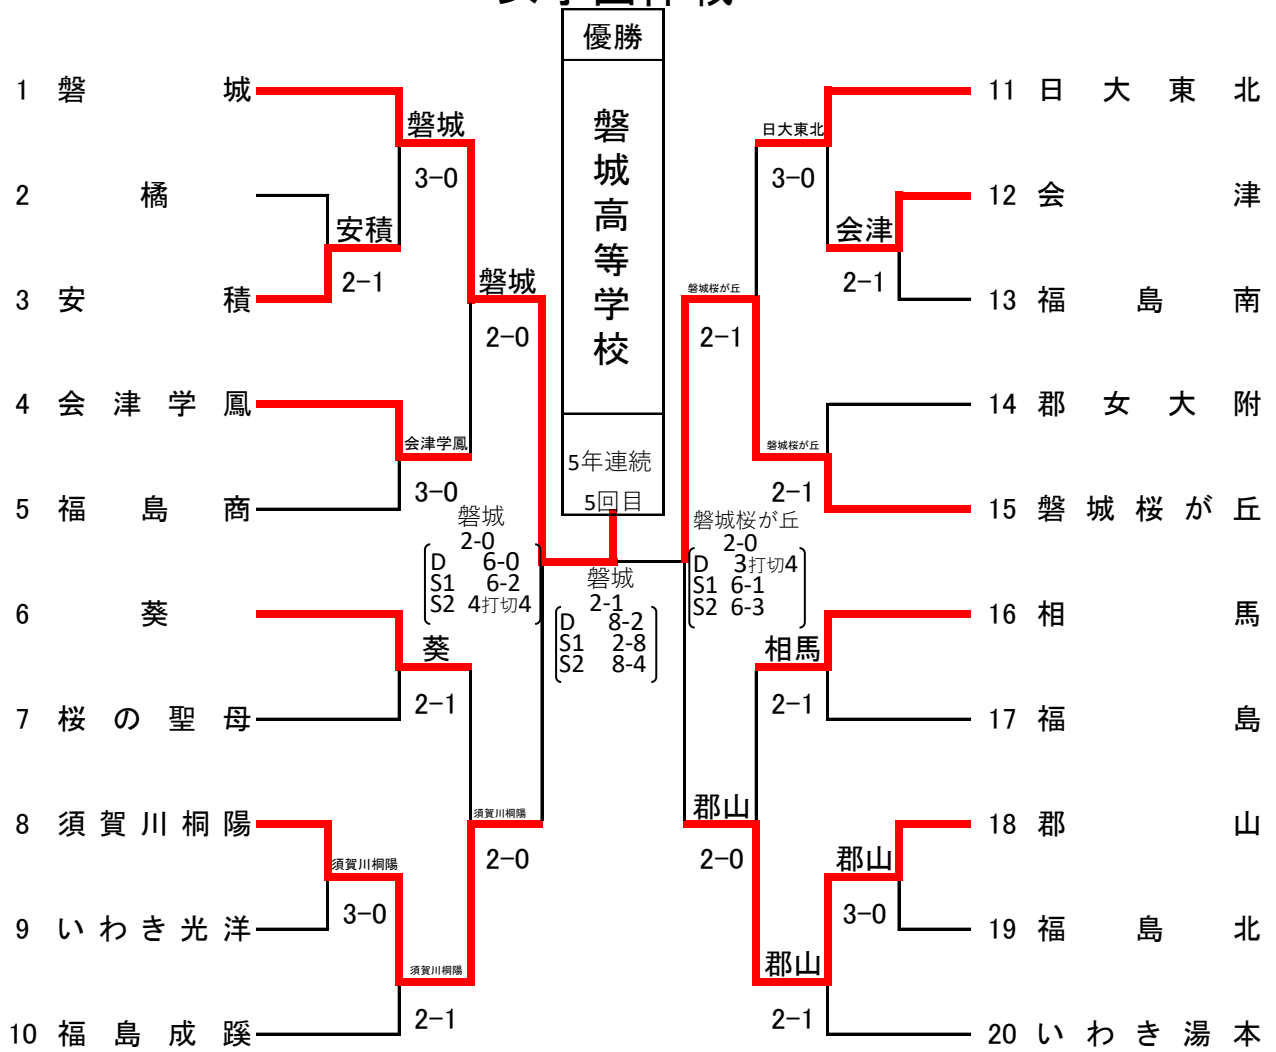 優勝
磐城高等学校
5年連続
5回目
1 磐城
2 橘
3 安積
4 会津学鳳
5 福島商
6 葵
7 桜の聖母
8 須賀川桐陽
9 いわき光洋
10 福島成蹊
磐城
3-0
安積
2-1
磐城
2-0
会津学鳳
3-0
磐城
2-0
D 6-0
S1 6-2
S2 4打切4
葵
2-1
須賀川桐陽
2-0
須賀川桐陽
3-0
須賀川桐陽
2-1
磐城
2-1
D 8-2
S1 2-8
S2 8-4
日大東北
3-0
会津
2-1
磐城桜が丘
2-1
磐城桜が丘
2-1
磐城桜が丘
2-0
D 3打切4
S1 6-1
S2 6-3
相馬
2-1
郡山
2-0
郡山
3-0
郡山
2-1
11 日大東北
12 会津
13 福島南
14 郡女大附
15 磐城桜が丘
16 相馬
17 福島
18 郡山
19 福島北
20 いわき湯本